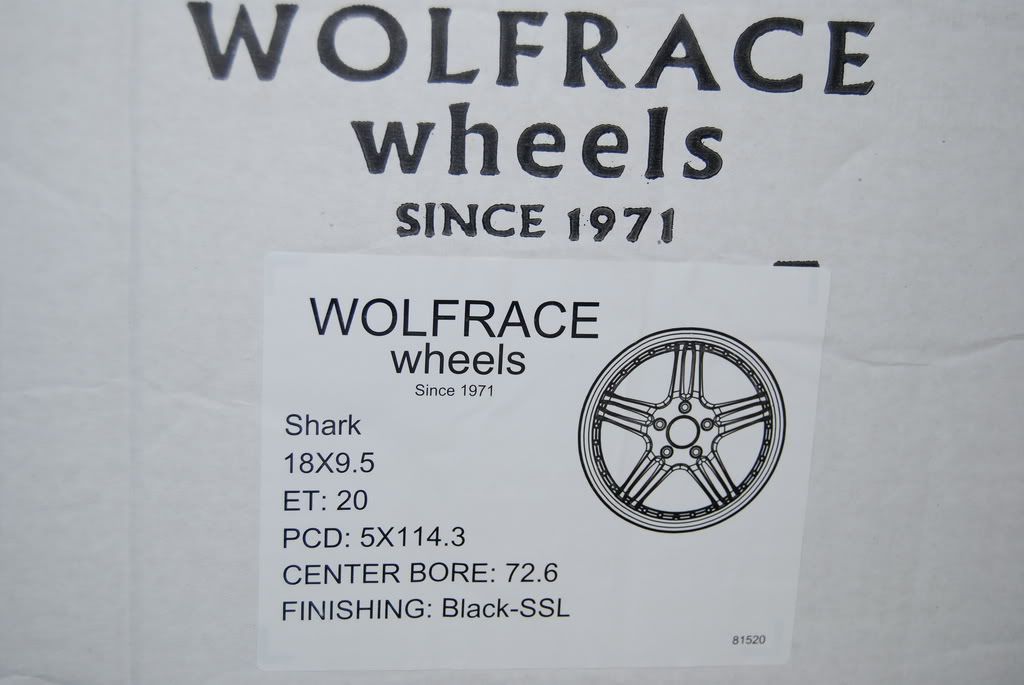 WOLFRACE
wheels
SINCE 1971
WOLFRACE
wheels
Since 1971
Shark
18X9.5
ET: 20
PCD: 5X114.3
CENTER BORE: 72.6
FINISHING: Black-SSL
81520